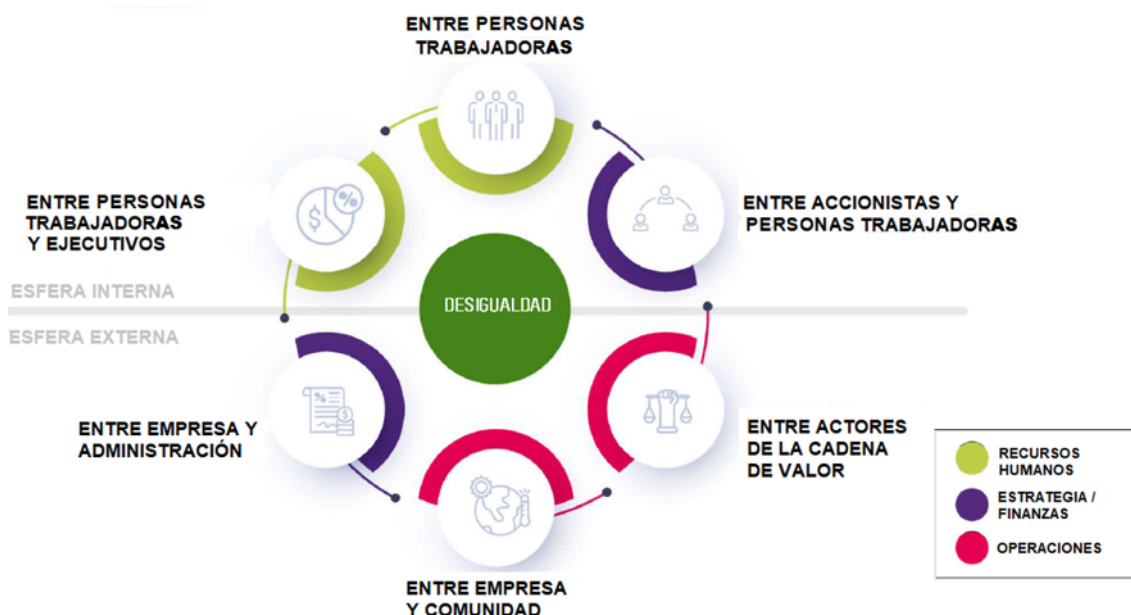 ENTRE PERSONAS
TRABAJADORAS
ENTRE PERSONAS
TRABAJADORAS
Y EJECUTIVOS
ENTRE ACCIONISTAS Y
PERSONAS TRABAJADORAS
%
$
ESFERA INTERNA
DESIGUALDAD
ESFERA EXTERNA
%
$
ENTRE EMPRESA Y
ADMINISTRACIÓN
ENTRE ACTORES
DE LA CADENA
DE VALOR
ENTRE EMPRESA
Y COMUNIDAD
RECURSOS
HUMANOS
ESTRATEGIA /
FINANZAS
OPERACIONES